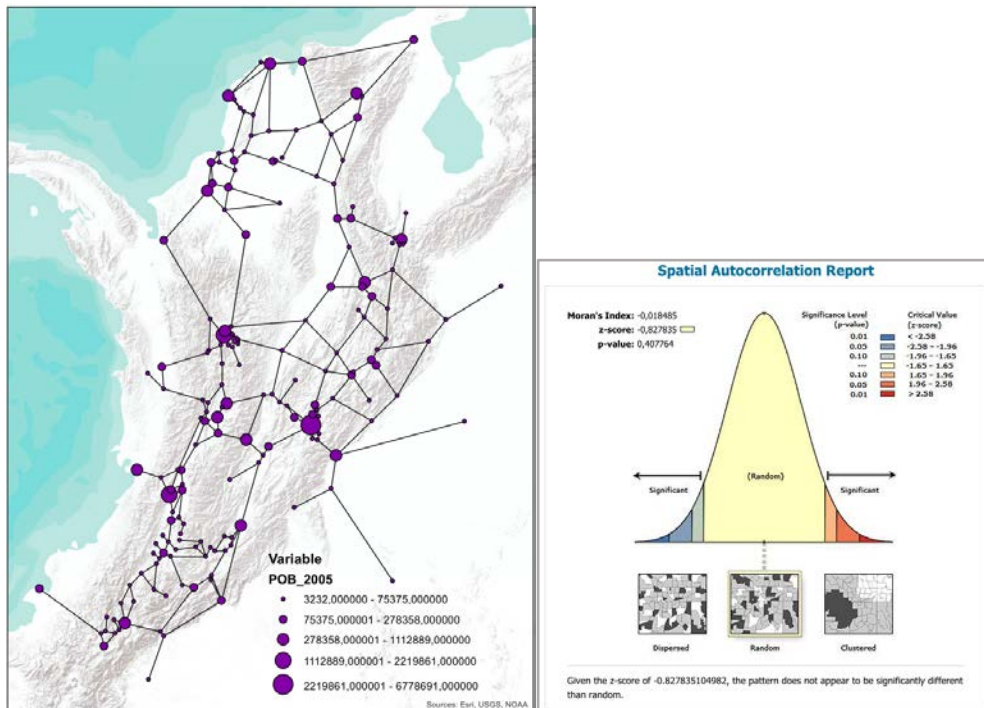 Variable
POB_2005
3232,000000 - 75375,000000
75375,000001 - 278358,000000
278358,000001 - 1112889,000000
1112889,000001 - 2219861,000000
2219861,000001 - 6778691,000000
Sources: Esri, USGS, NOAA
Spatial Autocorrelation Report
Moran's Index: -0,018485
z-score: -0,827835
p-value: 0,407764
Significance Level
(p-value)
Critical Value
(z-score)
0.01 < -2.58
0.05 -2.58 – -1.96
0.10 -1.96 – -1.65
... -1.65 – 1.65
0.10 1.65 – 1.96
0.05 1.96 – 2.58
0.01 > 2.58
(Random)
Significant
Significant
Dispersed
Random
Clustered
Given the z-score of -0.827835104982, the pattern does not appear to be significantly different
than random.